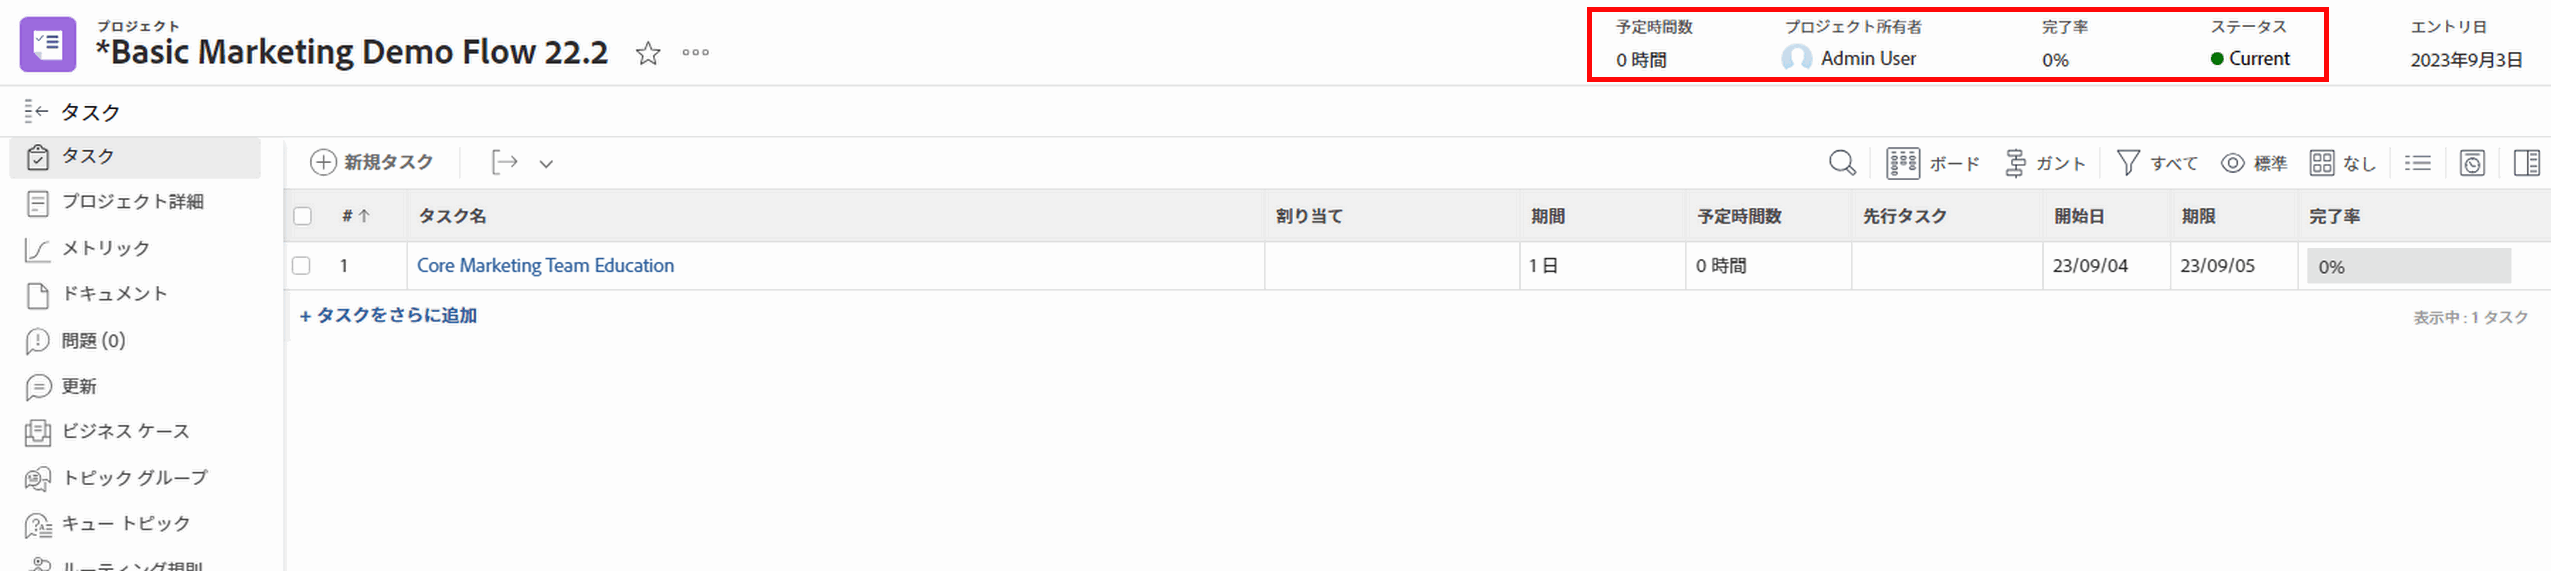 プロジェクト
*Basic Marketing Demo Flow 22.2
予定時間数 プロジェクト所有者 完了率 ステータス エントリ日
0 時間 Admin User 0% Current 2023年9月3日
タスク
タスク
プロジェクト詳細
メトリック
ドキュメント
問題 (0)
更新
ビジネス ケース
トピック グループ
キュー トピック
ルーティング規則
新規タスク ボード ガント すべて 標準 なし
# ↑ タスク名 割り当て 期間 予定時間数 先行タスク 開始日 期限 完了率
1 Core Marketing Team Education 1 日 0 時間 23/09/04 23/09/05 0%
+ タスクをさらに追加
表示中 : 1 タスク